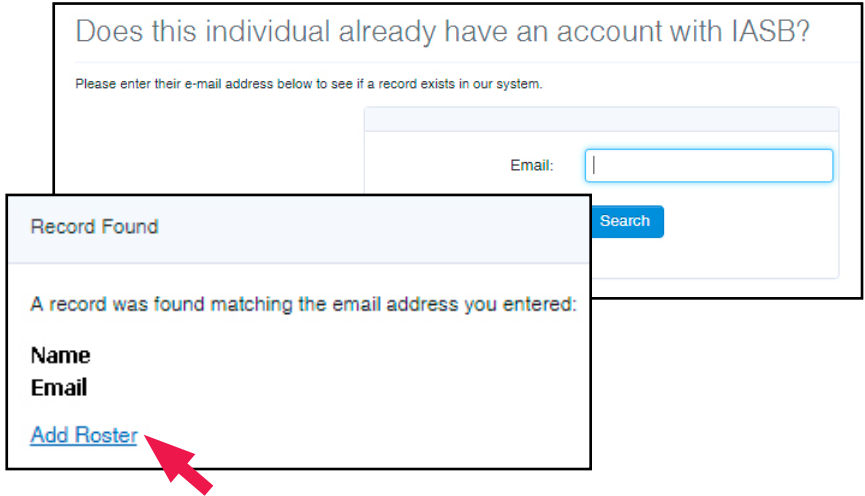 Does this individual already have an account with IASB?
Please enter their e-mail address below to see if a record exists in our system.
Email:
Search
Record Found
A record was found matching the email address you entered:
Name
Email
Add Roster